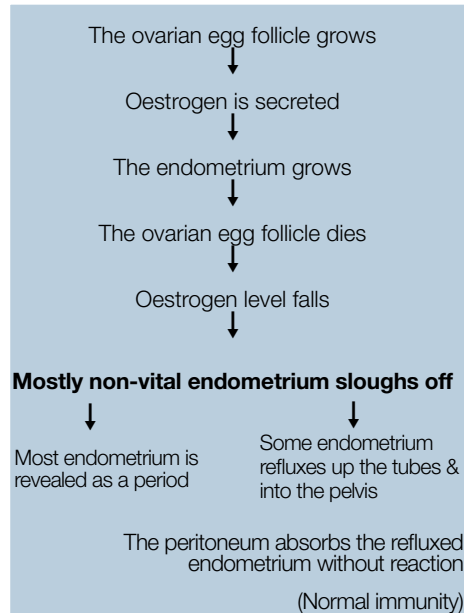 The ovarian egg follicle grows
Oestrogen is secreted
The endometrium grows
The ovarian egg follicle dies
Oestrogen level falls
Mostly non-vital endometrium sloughs off
Most endometrium is
revealed as a period
Some endometrium
refluxes up the tubes &
into the pelvis
The peritoneum absorbs the refluxed
endometrium without reaction
(Normal immunity)